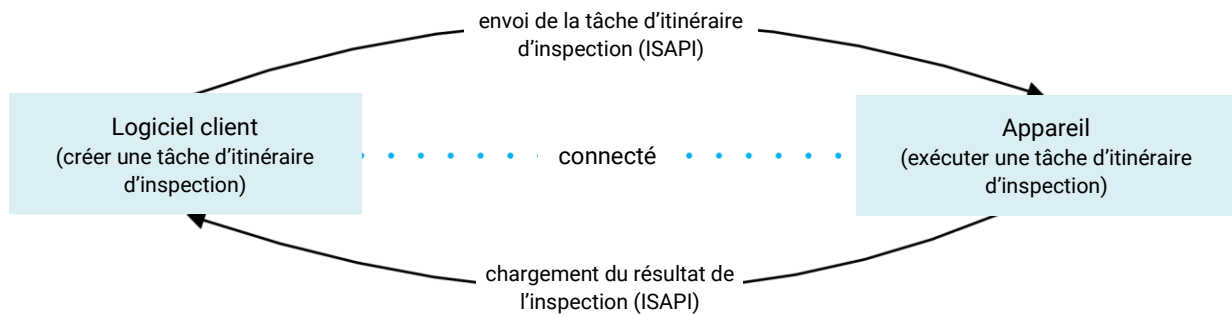 envoi de la tâche d’itinéraire
d’inspection (ISAPI)
Logiciel client
(créer une tâche d’itinéraire
d’inspection)
connecté
Appareil
(exécuter une tâche d’itinéraire
d’inspection)
chargement du résultat de
l’inspection (ISAPI)